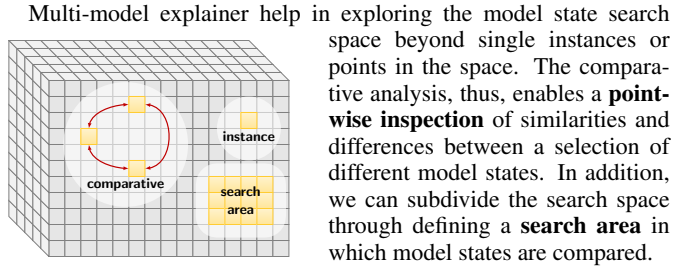 Multi-model explainer help in exploring the model state search
space beyond single instances or
points in the space. The compara-
tive analysis, thus, enables a point-
wise inspection of similarities and
differences between a selection of
different model states. In addition,
we can subdivide the search space
through defining a search area in
which model states are compared.
instance
comparative
search
area